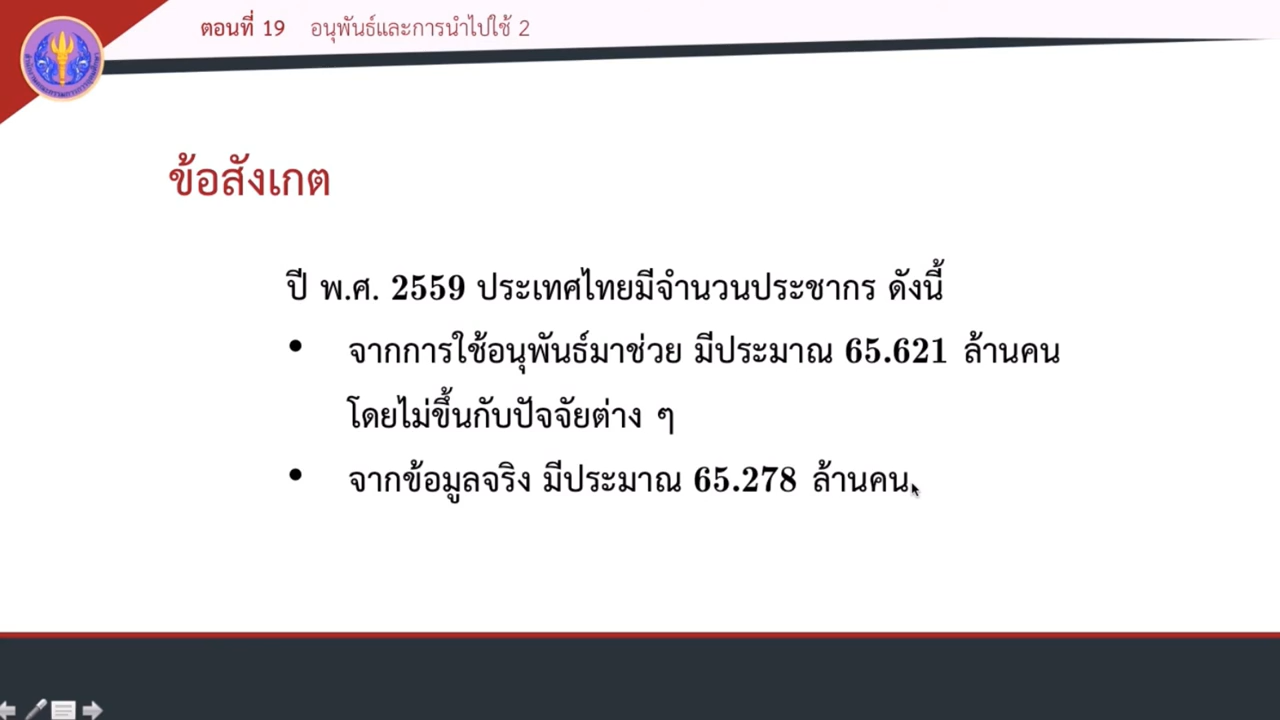 ตอนที่ 19 อนุพันธ์และการนำไปใช้ 2
ข้อสังเกต
ปี พ.ศ. 2559 ประเทศไทยมีจำนวนประชากร ดังนี้
• จากการใช้อนุพันธ์มาช่วย มีประมาณ 65.621 ล้านคน
โดยไม่ขึ้นกับปัจจัยต่าง ๆ
• จากข้อมูลจริง มีประมาณ 65.278 ล้านคน